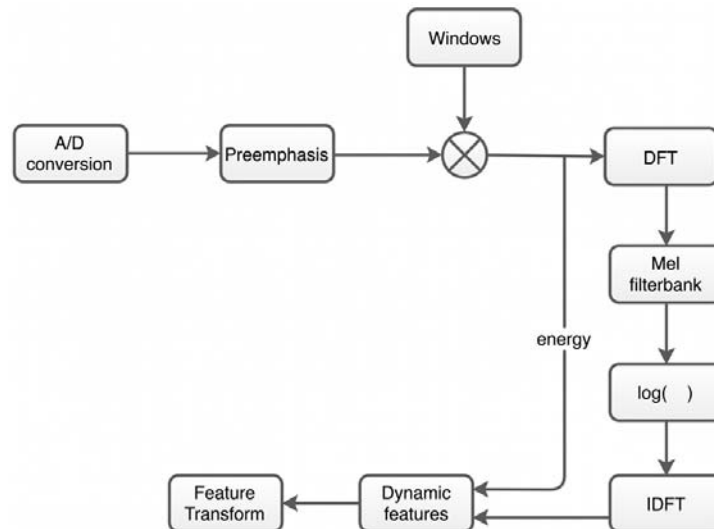 Windows
A/D
conversion
Preemphasis
DFT
Mel
filterbank
energy
log( )
Feature
Transform
Dynamic
features
IDFT